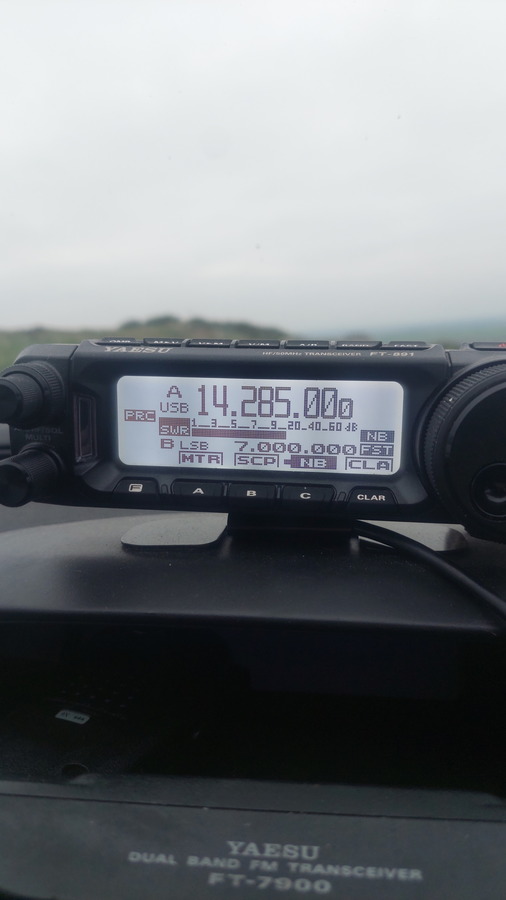 YAESU HF/50MHz TRANSCEIVER FT-891
A
USB 14.285.000
PRC
SWR 1 3 5 7 9 20 40 60 dB
NB
B LSB 7.000.000 FST
MTR SCP NB CLA
F A B C CLAR
YAESU
DUAL BAND FM TRANSCEIVER
FT-7900